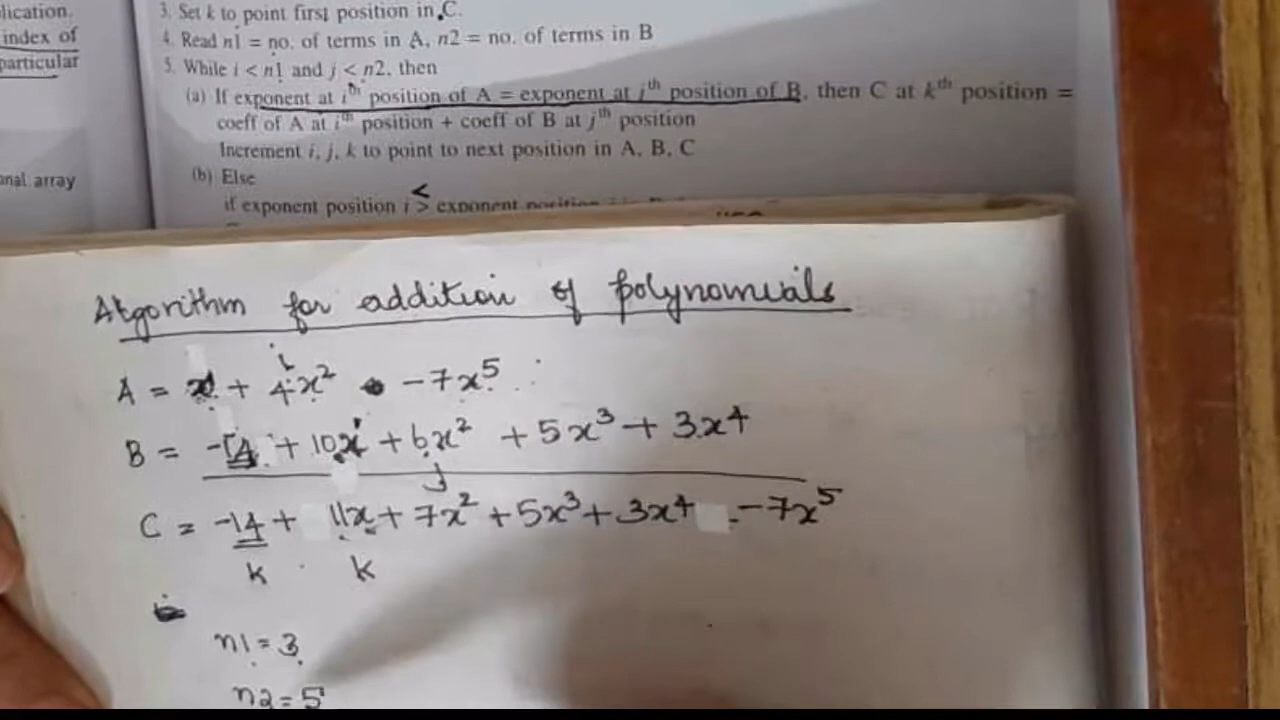 lication.
index of
particular
onal array
3. Set k to point first position in C.
4. Read n1 = no. of terms in A, n2 = no. of terms in B
5. While i < n1 and j < n2, then
(a) If exponent at iᵗʰ position of A = exponent at jᵗʰ position of B, then C at kᵗʰ position =
coeff of A at iᵗʰ position + coeff of B at jᵗʰ position
Increment i, j, k to point to next position in A, B, C
(b) Else
<
if exponent position i > exponent position
Algorithm for addition of polynomials
i
A = x + 4x² - 7x⁵
B = -14 + 10x + 6x² + 5x³ + 3x⁴
j
C = -14 + 11x + 7x² + 5x³ + 3x⁴ - 7x⁵
k k
n1 = 3
n2 = 5